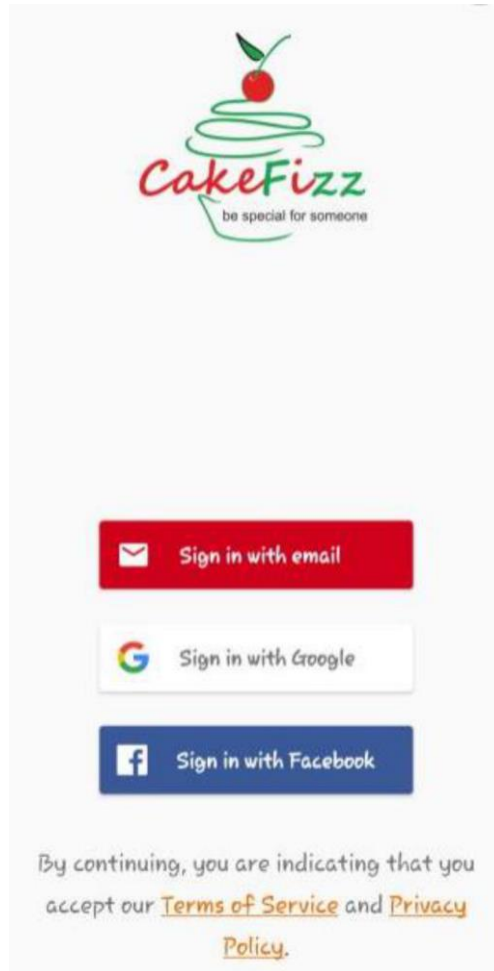 CakeFizz
be special for someone
Sign in with email
Sign in with Google
Sign in with Facebook
By continuing, you are indicating that you
accept our Terms of Service and Privacy
Policy.